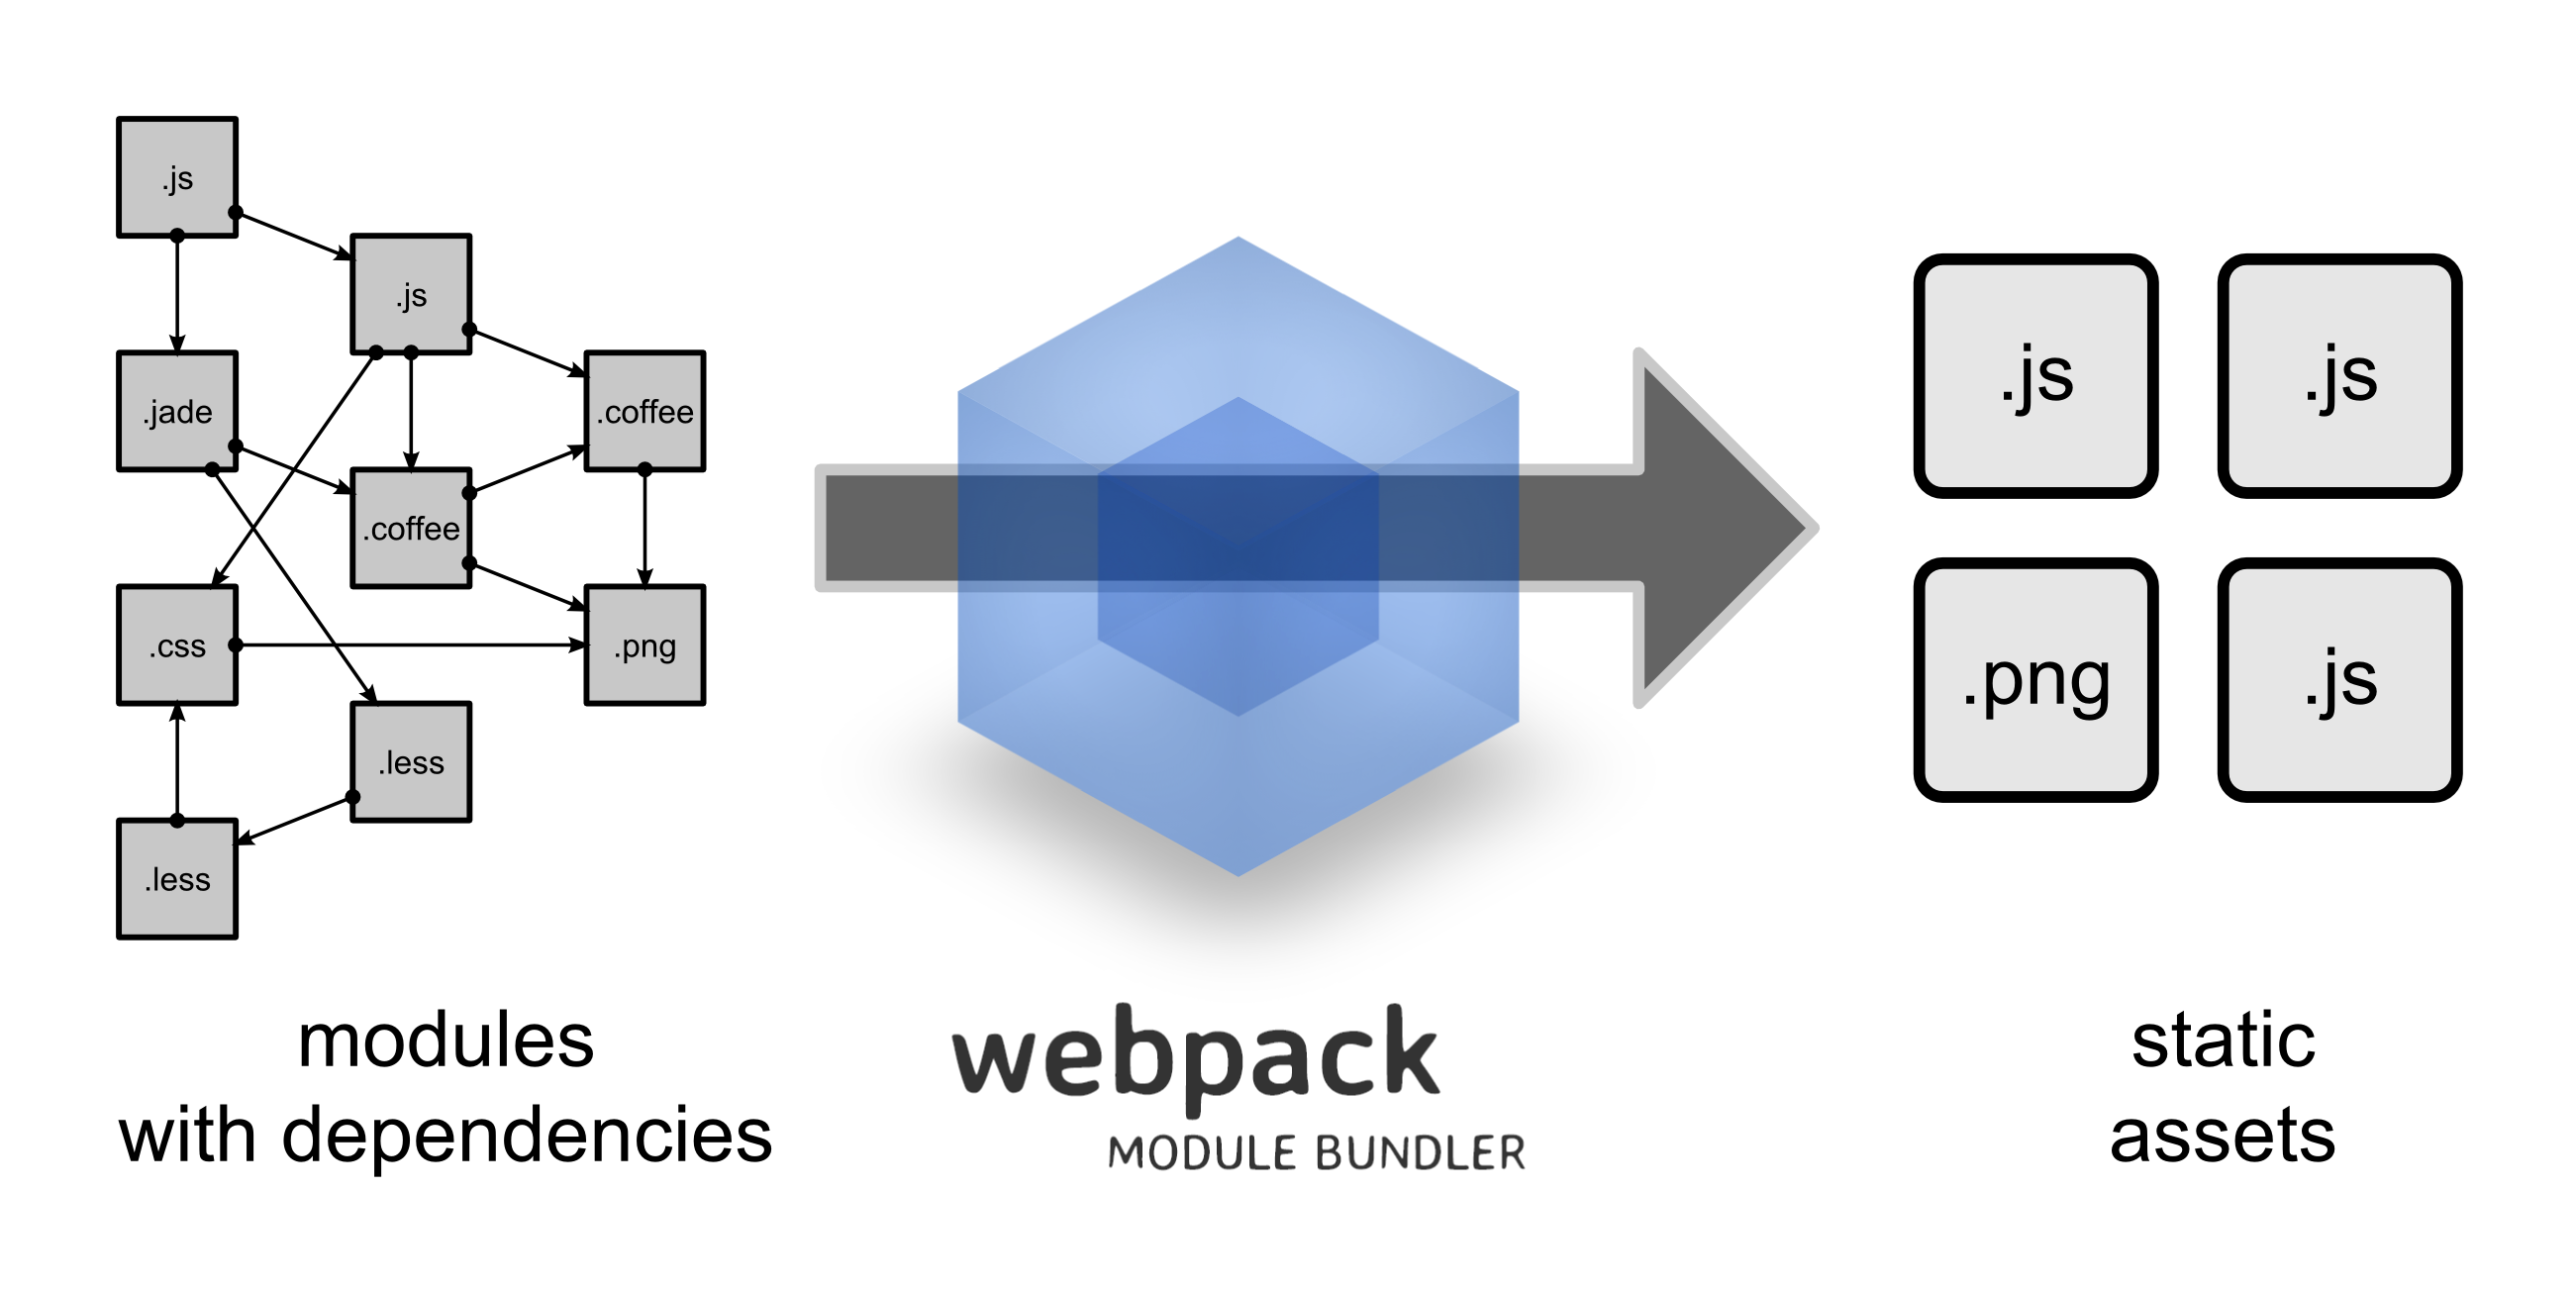 .js
.js
.jade
.coffee
.coffee
.css
.png
.less
.less
modules
with dependencies
webpack
MODULE BUNDLER
.js
.js
.png
.js
static
assets